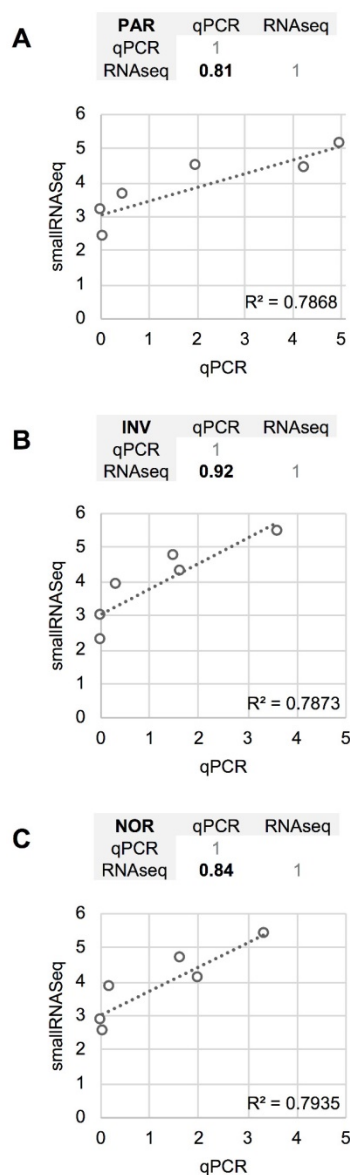 A
PAR qPCR RNAseq
qPCR 1
RNAseq 0.81 1
6
5
4
3
2
1
0
smallRNASeq
R² = 0.7868
0 1 2 3 4 5
qPCR
B
INV qPCR RNAseq
qPCR 1
RNAseq 0.92 1
6
5
4
3
2
1
0
smallRNASeq
R² = 0.7873
0 1 2 3 4 5
qPCR
C
NOR qPCR RNAseq
qPCR 1
RNAseq 0.84 1
6
5
4
3
2
1
0
smallRNASeq
R² = 0.7935
0 1 2 3 4 5
qPCR